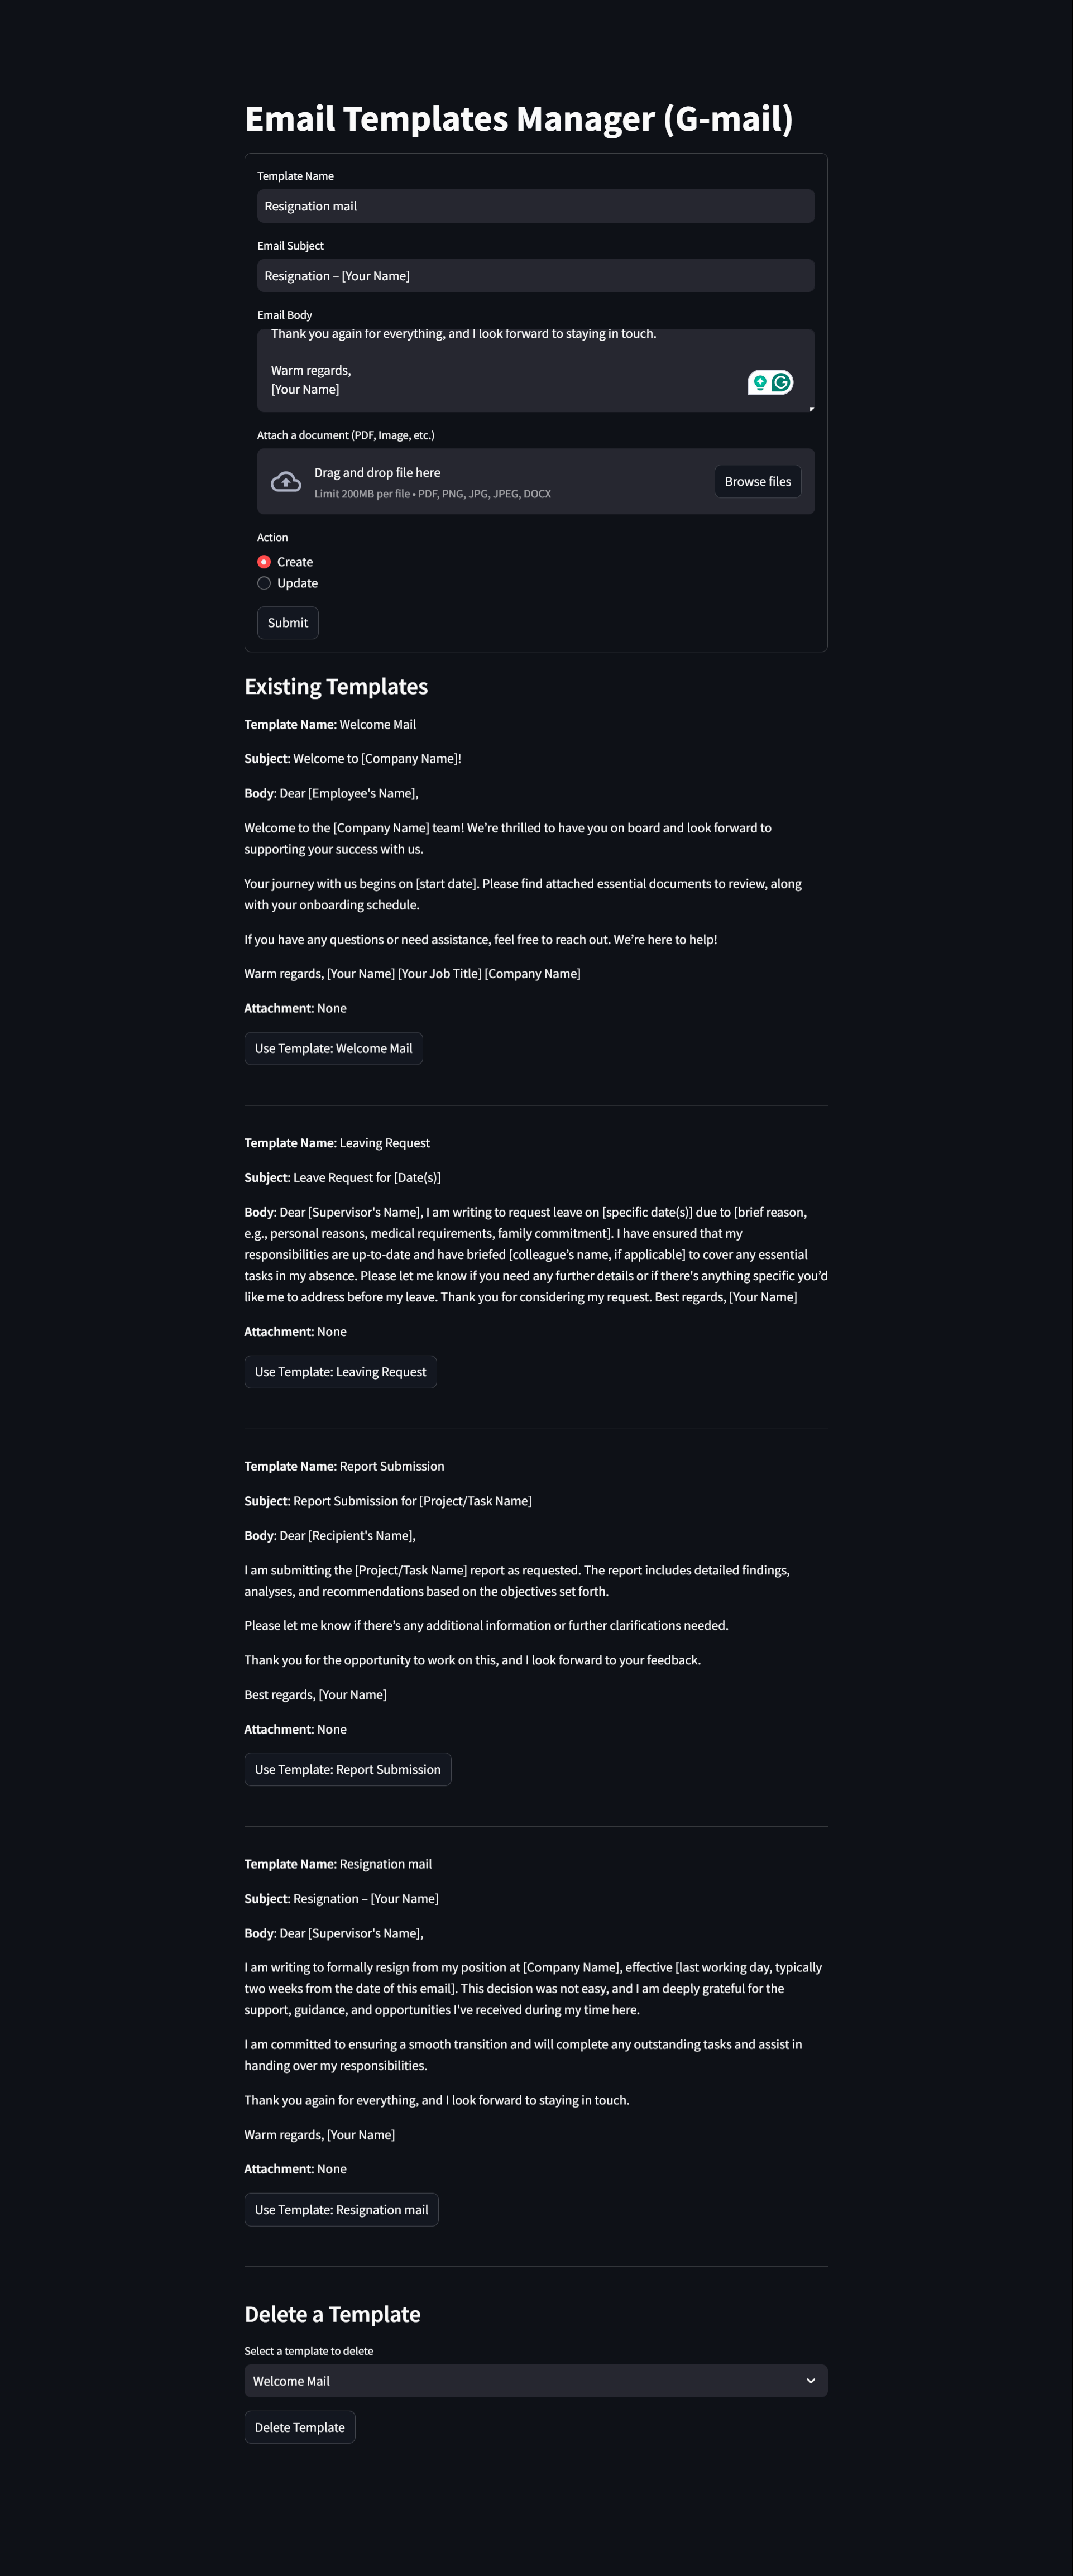 Email Templates Manager (G-mail)
Template Name
Resignation mail
Email Subject
Resignation – [Your Name]
Email Body
Thank you again for everything, and I look forward to staying in touch.
Warm regards,
[Your Name]
Attach a document (PDF, Image, etc.)
Drag and drop file here
Limit 200MB per file • PDF, PNG, JPG, JPEG, DOCX
Browse files
Action
Create
Update
Submit
Existing Templates
Template Name: Welcome Mail
Subject: Welcome to [Company Name]!
Body: Dear [Employee's Name],
Welcome to the [Company Name] team! We’re thrilled to have you on board and look forward to
supporting your success with us.
Your journey with us begins on [start date]. Please find attached essential documents to review, along
with your onboarding schedule.
If you have any questions or need assistance, feel free to reach out. We’re here to help!
Warm regards, [Your Name] [Your Job Title] [Company Name]
Attachment: None
Use Template: Welcome Mail
Template Name: Leaving Request
Subject: Leave Request for [Date(s)]
Body: Dear [Supervisor's Name], I am writing to request leave on [specific date(s)] due to [brief reason,
e.g., personal reasons, medical requirements, family commitment]. I have ensured that my
responsibilities are up-to-date and have briefed [colleague’s name, if applicable] to cover any essential
tasks in my absence. Please let me know if you need any further details or if there's anything specific you’d
like me to address before my leave. Thank you for considering my request. Best regards, [Your Name]
Attachment: None
Use Template: Leaving Request
Template Name: Report Submission
Subject: Report Submission for [Project/Task Name]
Body: Dear [Recipient's Name],
I am submitting the [Project/Task Name] report as requested. The report includes detailed findings,
analyses, and recommendations based on the objectives set forth.
Please let me know if there’s any additional information or further clarifications needed.
Thank you for the opportunity to work on this, and I look forward to your feedback.
Best regards, [Your Name]
Attachment: None
Use Template: Report Submission
Template Name: Resignation mail
Subject: Resignation – [Your Name]
Body: Dear [Supervisor's Name],
I am writing to formally resign from my position at [Company Name], effective [last working day, typically
two weeks from the date of this email]. This decision was not easy, and I am deeply grateful for the
support, guidance, and opportunities I've received during my time here.
I am committed to ensuring a smooth transition and will complete any outstanding tasks and assist in
handing over my responsibilities.
Thank you again for everything, and I look forward to staying in touch.
Warm regards, [Your Name]
Attachment: None
Use Template: Resignation mail
Delete a Template
Select a template to delete
Welcome Mail
Delete Template